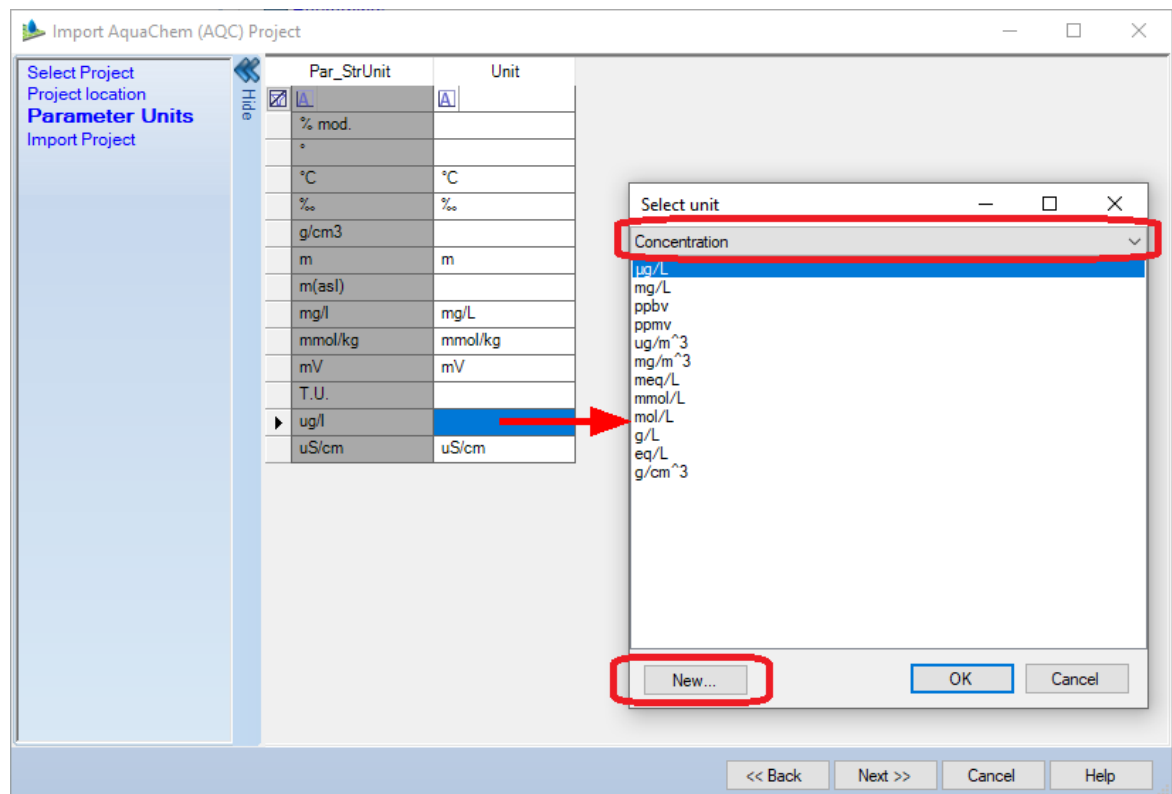 Import AquaChem (AQC) Project
Select Project
Project location
Parameter Units
Import Project
Hide
Par_StrUnit Unit
A A
% mod.
°
°C °C
‰ ‰
g/cm3
m m
m(asl)
mg/l mg/L
mmol/kg mmol/kg
mV mV
T.U.
ug/l
uS/cm uS/cm
Select unit
Concentration
µg/L
mg/L
ppbv
ppmv
ug/m^3
mg/m^3
meq/L
mmol/L
mol/L
g/L
eq/L
g/cm^3
New... OK Cancel
<< Back Next >> Cancel Help